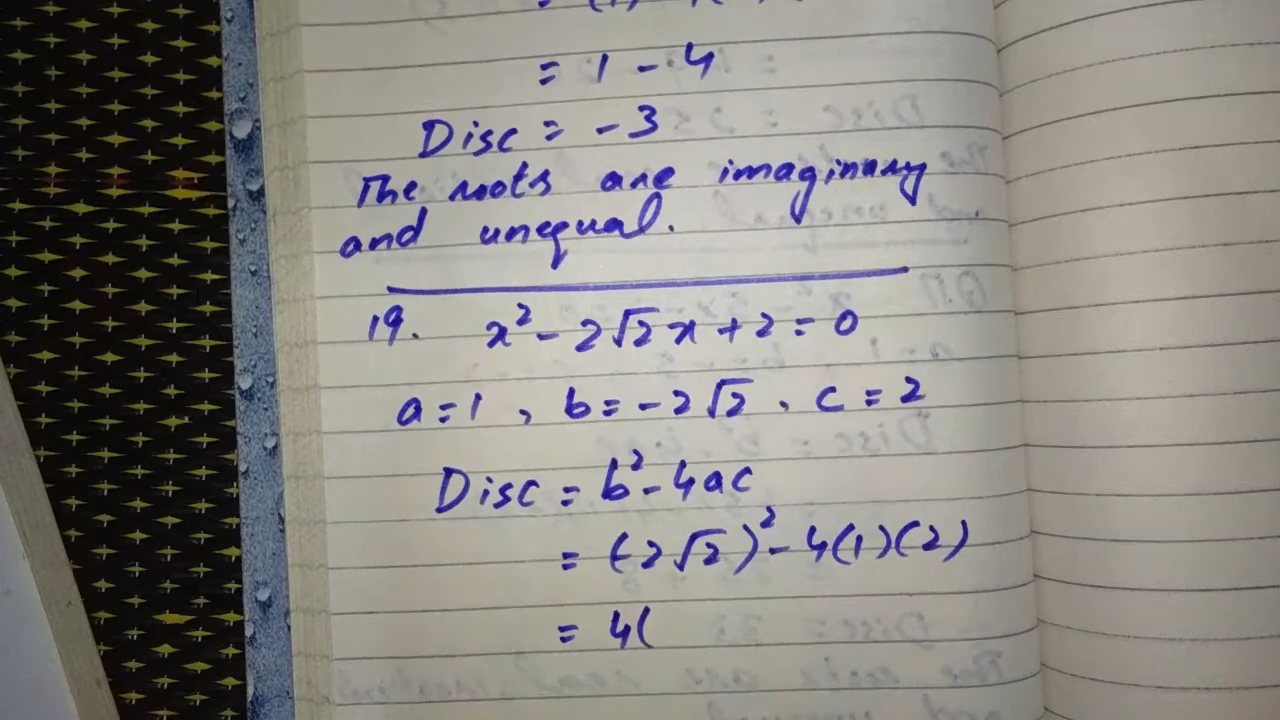 = 1 - 4
Disc = -3
The roots are imaginary
and unequal.
19. x² - 2√2x + 2 = 0
a=1 , b= -2√2 , c = 2
Disc = b² - 4ac
= (-2√2)² - 4(1)(2)
= 4(